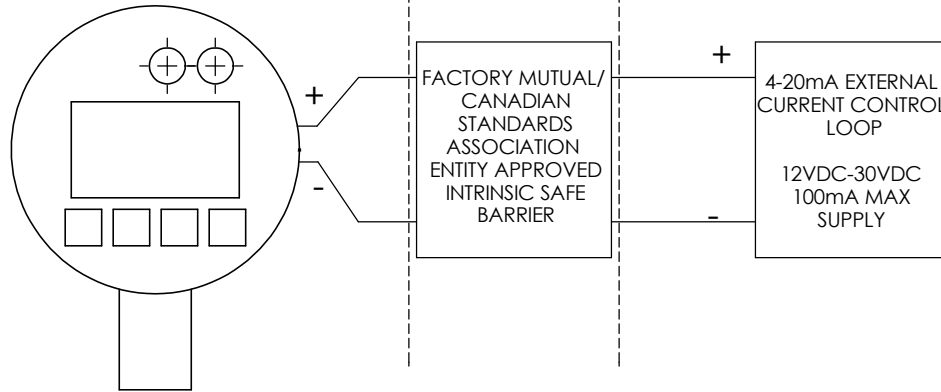 +
-
FACTORY MUTUAL/
CANADIAN
STANDARDS
ASSOCIATION
ENTITY APPROVED
INTRINSIC SAFE
BARRIER
+
-
4-20mA EXTERNAL
CURRENT CONTROL
LOOP
12VDC-30VDC
100mA MAX
SUPPLY